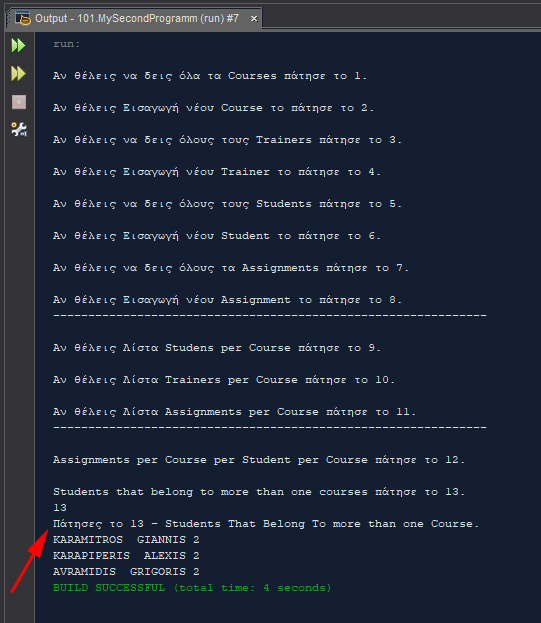 Output - 101.MySecondProgramm (run) #7 ×
run:
Αν θέλεις να δεις όλα τα Courses πάτησε το 1.
Αν θέλεις Εισαγωγή νέου Course το πάτησε το 2.
Αν θέλεις να δεις όλους τους Trainers πάτησε το 3.
Αν θέλεις Εισαγωγή νέου Trainer το πάτησε το 4.
Αν θέλεις να δεις όλους τους Students πάτησε το 5.
Αν θέλεις Εισαγωγή νέου Student το πάτησε το 6.
Αν θέλεις να δεις όλους τα Assignments πάτησε το 7.
Αν θέλεις Εισαγωγή νέου Assignment το πάτησε το 8.
--------------------------------------------------------------
Αν θέλεις Λίστα Studens per Course πάτησε το 9.
Αν θέλεις Λίστα Trainers per Course πάτησε το 10.
Αν θέλεις Λίστα Assignments per Course πάτησε το 11.
--------------------------------------------------------------
Assignments per Course per Student per Course πάτησε το 12.
Students that belong to more than one courses πάτησε το 13.
13
Πάτησες το 13 - Students That Belong To more than one Course.
KARAMITROS  GIANNIS 2
KARAPIPERIS  ALEXIS 2
AVRAMIDIS  GRIGORIS 2
BUILD SUCCESSFUL (total time: 4 seconds)